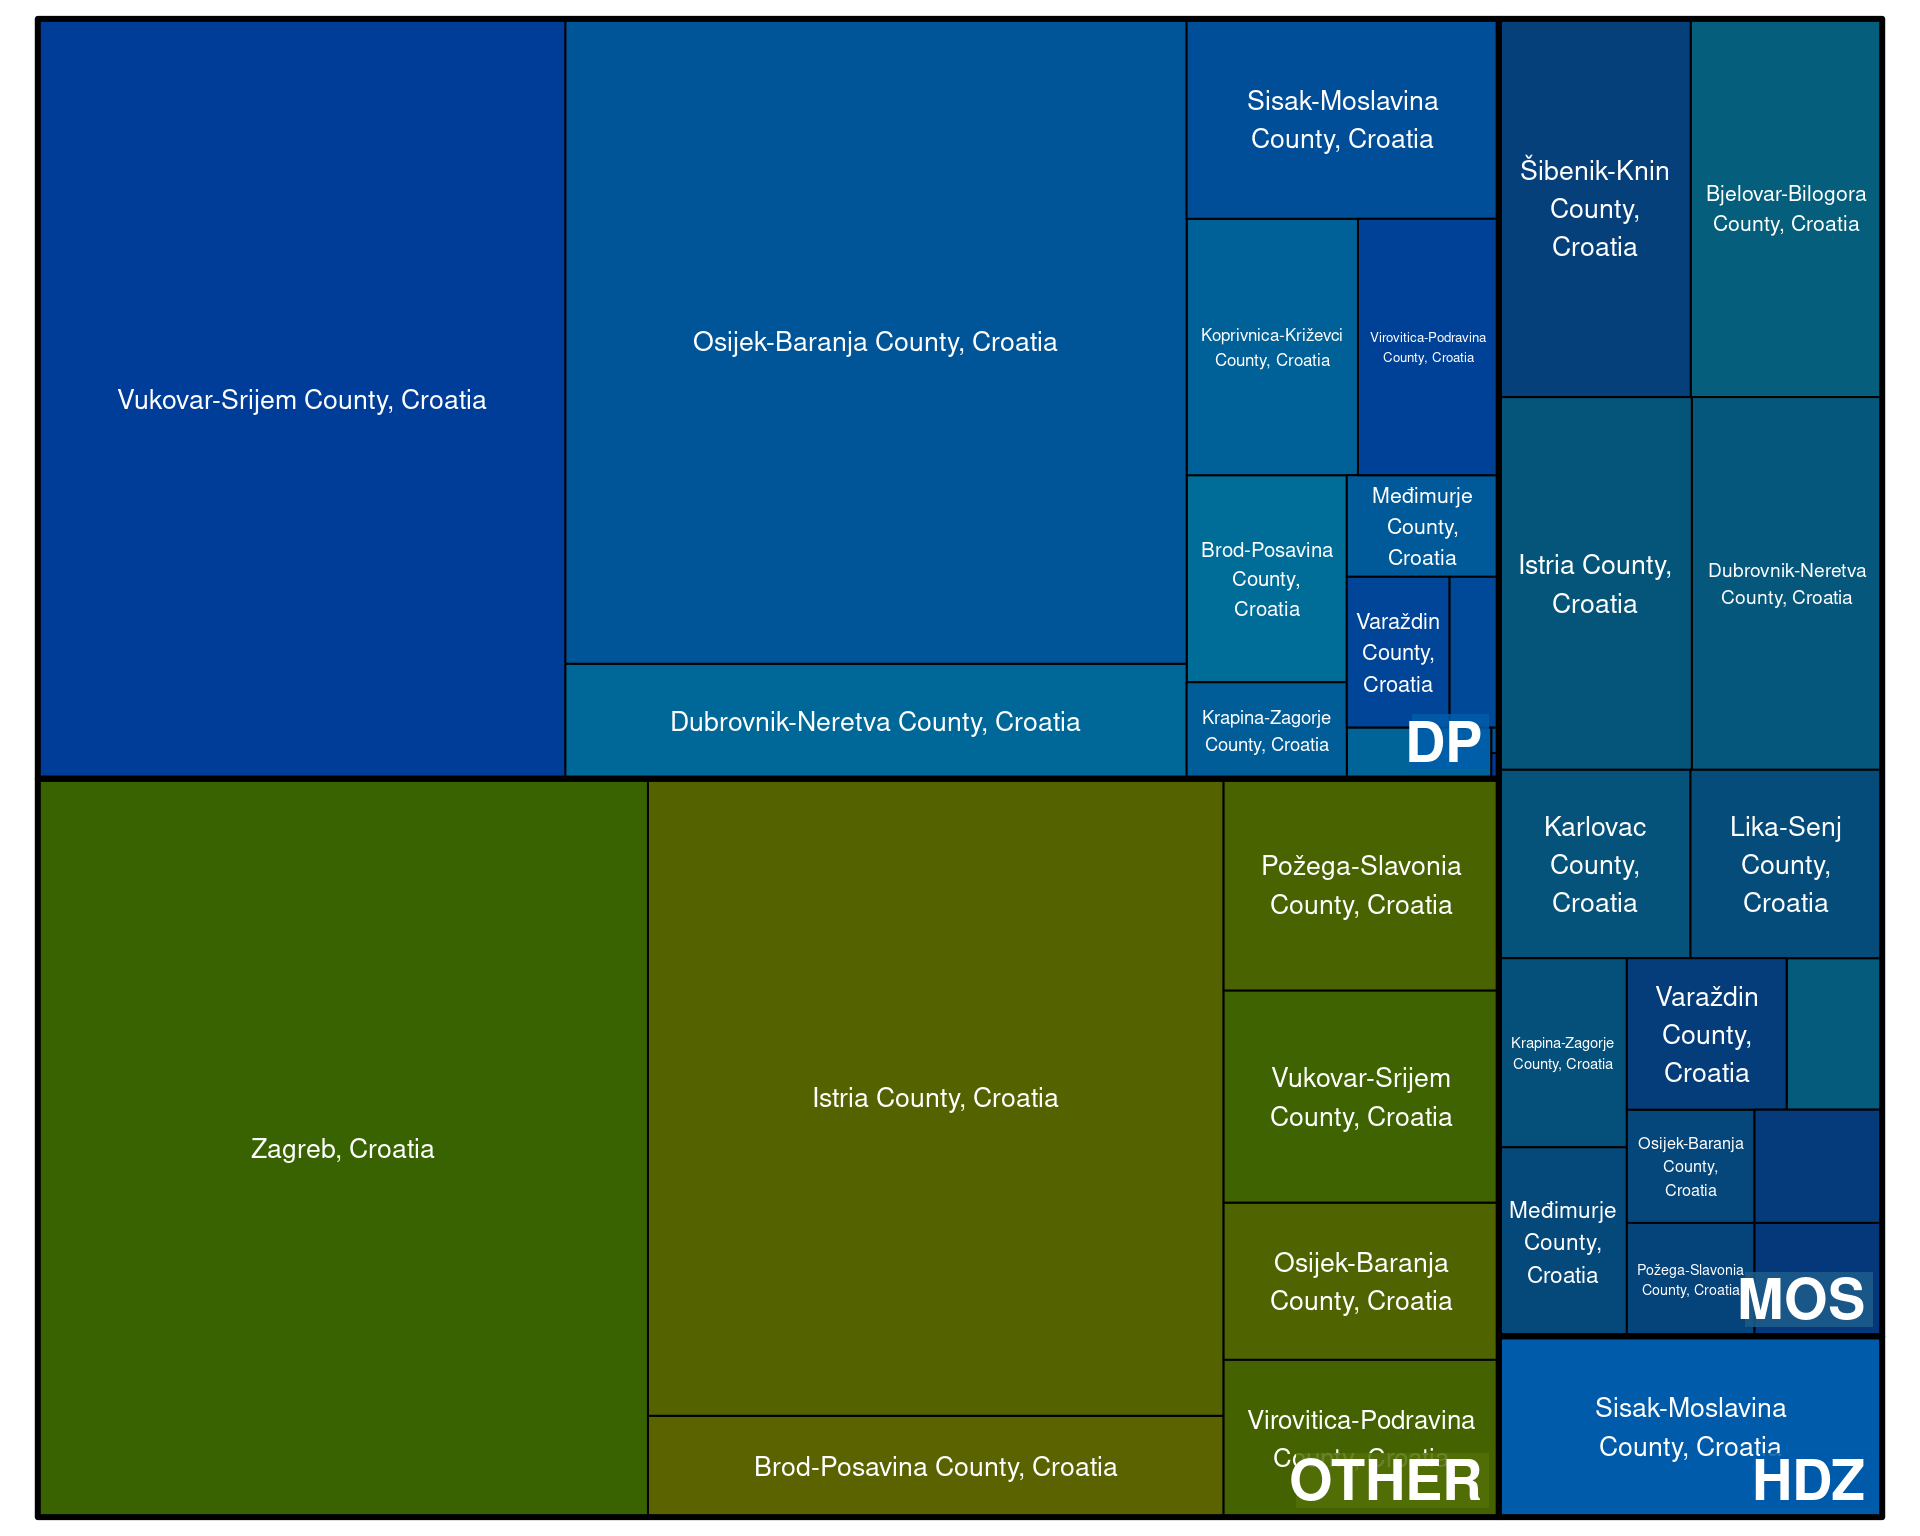 Vukovar-Srijem County, Croatia
Osijek-Baranja County, Croatia
Dubrovnik-Neretva County, Croatia
Sisak-Moslavina
County, Croatia
Koprivnica-Križevci
County, Croatia
Virovitica-Podravina
County, Croatia
Brod-Posavina
County,
Croatia
Međimurje
County,
Croatia
Varaždin
County,
Croatia
Krapina-Zagorje
County, Croatia
DP
Zagreb, Croatia
Istria County, Croatia
Brod-Posavina County, Croatia
Požega-Slavonia
County, Croatia
Vukovar-Srijem
County, Croatia
Osijek-Baranja
County, Croatia
Virovitica-Podravina
County, Croatia
OTHER
Šibenik-Knin
County,
Croatia
Bjelovar-Bilogora
County, Croatia
Istria County,
Croatia
Dubrovnik-Neretva
County, Croatia
Karlovac
County,
Croatia
Lika-Senj
County,
Croatia
Krapina-Zagorje
County, Croatia
Varaždin
County,
Croatia
Međimurje
County,
Croatia
Osijek-Baranja
County,
Croatia
Požega-Slavonia
County, Croatia
MOS
Sisak-Moslavina
County, Croatia
HDZ